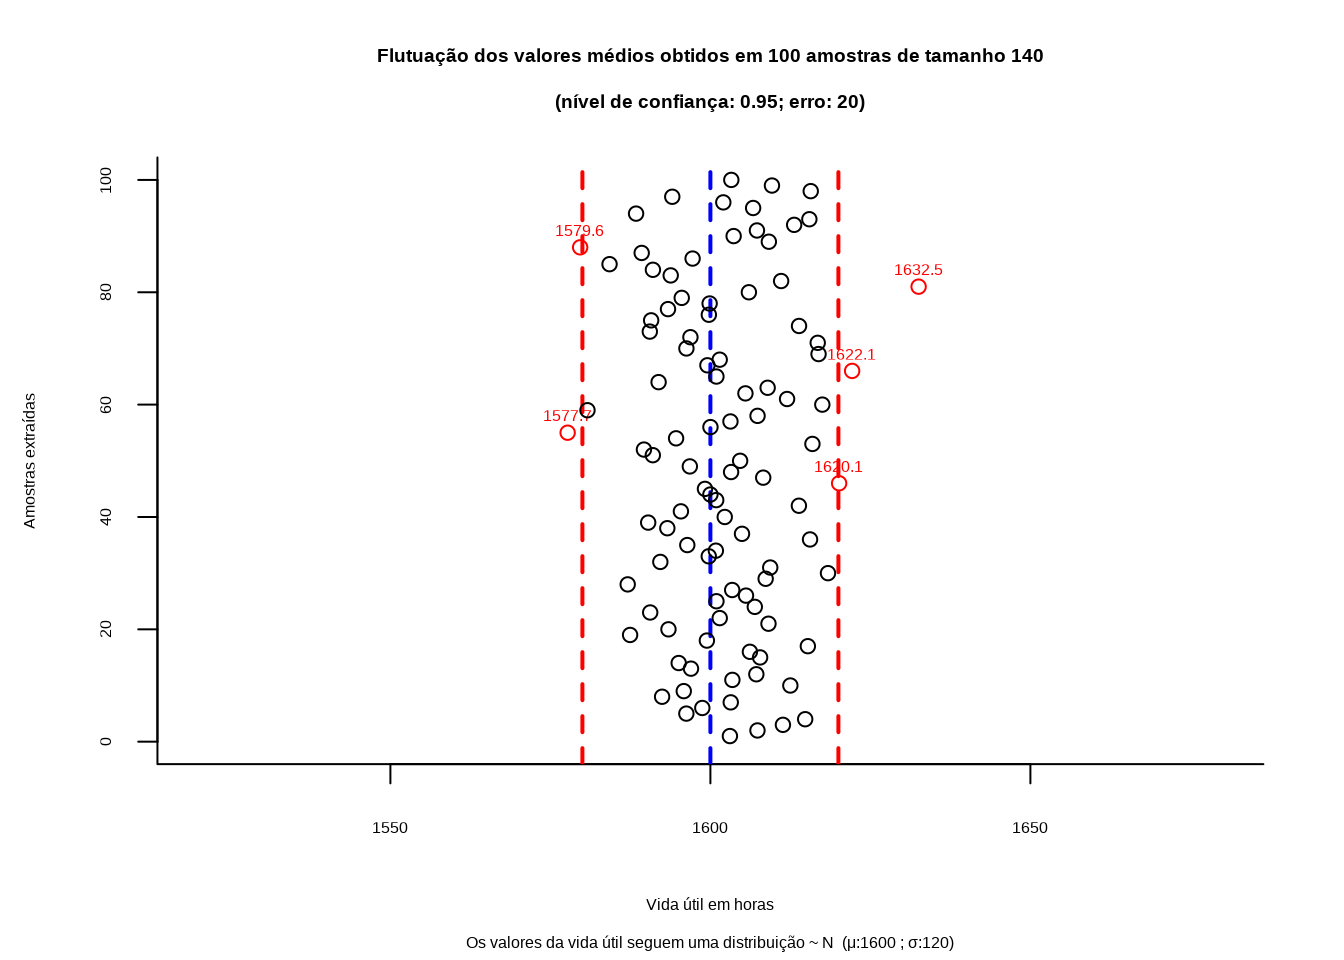 Flutuação dos valores médios obtidos em 100 amostras de tamanho 140
(nível de confiança: 0.95; erro: 20)
Amostras extraídas
100
80
60
40
20
0
1579.6
1632.5
1622.1
1577.7
1620.1
1550
1600
1650
Vida útil em horas
Os valores da vida útil seguem uma distribuição ~ N  (μ:1600 ; σ:120)